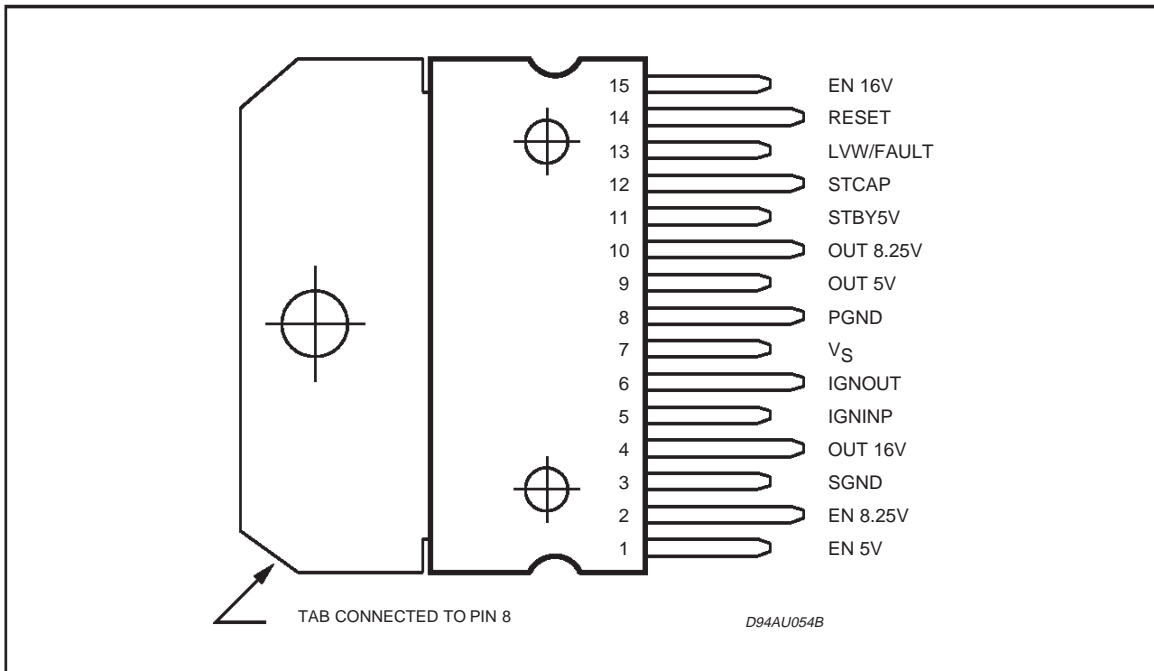 15 EN 16V
14 RESET
13 LVW/FAULT
12 STCAP
11 STBY5V
10 OUT 8.25V
9 OUT 5V
8 PGND
7 VS
6 IGNOUT
5 IGNINP
4 OUT 16V
3 SGND
2 EN 8.25V
1 EN 5V
TAB CONNECTED TO PIN 8
D94AU054B